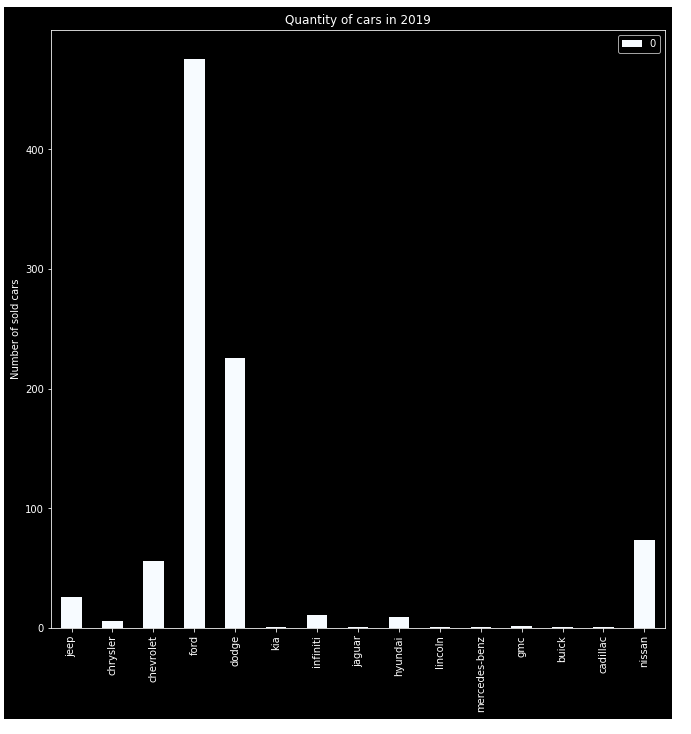 Quantity of cars in 2019
0
Number of sold cars
400
300
200
100
0
jeep
chrysler
chevrolet
ford
dodge
kia
infiniti
jaguar
hyundai
lincoln
mercedes-benz
gmc
buick
cadillac
nissan